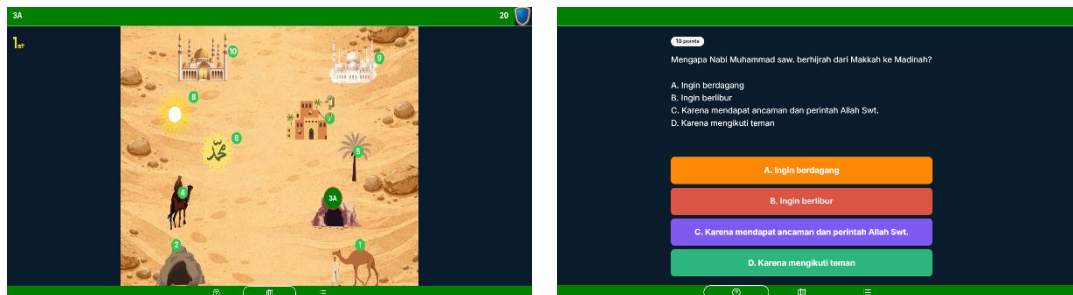 3A
20
1st
10
9
8
7
6
محمد
5
4
3A
2
1
10 points
Mengapa Nabi Muhammad saw. berhijrah dari Makkah ke Madinah?
A. Ingin berdagang
B. Ingin berlibur
C. Karena mendapat ancaman dan perintah Allah Swt.
D. Karena mengikuti teman
A. Ingin berdagang
B. Ingin berlibur
C. Karena mendapat ancaman dan perintah Allah Swt.
D. Karena mengikuti teman